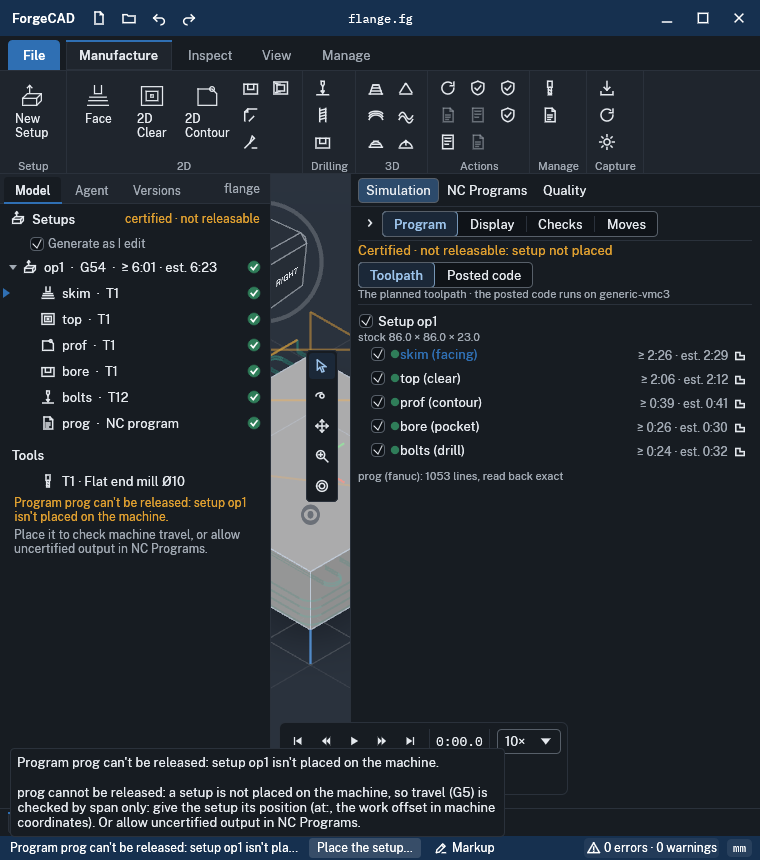 ForgeCAD
flange.fg
File Manufacture Inspect View Manage
New Setup
Face
2D Clear
2D Contour
Setup 2D Drilling 3D Actions Manage Capture
Model Agent Versions flange
Setups certified · not releasable
Generate as I edit
op1 · G54 · ≥ 6:01 · est. 6:23
skim · T1
top · T1
prof · T1
bore · T1
bolts · T12
prog · NC program
Tools
T1 · Flat end mill Ø10
Program prog can't be released: setup op1
isn't placed on the machine.
Place it to check machine travel, or allow
uncertified output in NC Programs.
RIGHT
Simulation NC Programs Quality
Program Display Checks Moves
Certified · not releasable: setup not placed
Toolpath Posted code
The planned toolpath · the posted code runs on generic-vmc3
Setup op1
stock 86.0 × 86.0 × 23.0
skim (facing) ≥ 2:26 · est. 2:29
top (clear) ≥ 2:06 · est. 2:12
prof (contour) ≥ 0:39 · est. 0:41
bore (pocket) ≥ 0:26 · est. 0:30
bolts (drill) ≥ 0:24 · est. 0:32
prog (fanuc): 1053 lines, read back exact
0:00.0 10×
Program prog can't be released: setup op1 isn't placed on the machine.
prog cannot be released: a setup is not placed on the machine, so travel (G5) is
checked by span only: give the setup its position (at:, the work offset in machine
coordinates). Or allow uncertified output in NC Programs.
Program prog can't be released: setup op1 isn't pla... Place the setup... Markup 0 errors · 0 warnings mm